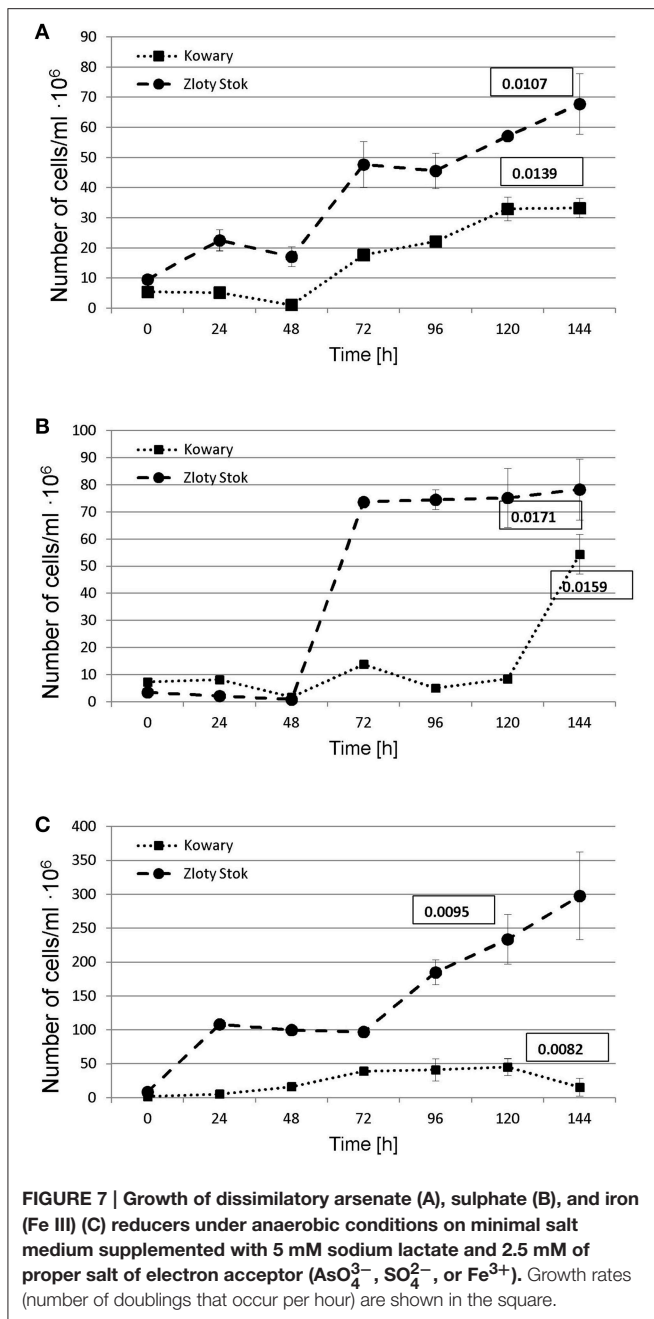 A
Number of cells/ml ·10⁶
90
80
70
60
50
40
30
20
10
0
Kowary
Zloty Stok
0.0107
0.0139
0 24 48 72 96 120 144
Time [h]
B
Number of cells/ml ·10⁶
100
90
80
70
60
50
40
30
20
10
0
Kowary
Zloty Stok
0.0171
0.0159
0 24 48 72 96 120 144
Time [h]
C
Number of cells/ml ·10⁶
400
350
300
250
200
150
100
50
0
Kowary
Zloty Stok
0.0095
0.0082
0 24 48 72 96 120 144
Time [h]
FIGURE 7 | Growth of dissimilatory arsenate (A), sulphate (B), and iron
(Fe III) (C) reducers under anaerobic conditions on minimal salt
medium supplemented with 5 mM sodium lactate and 2.5 mM of
proper salt of electron acceptor (AsO₄³⁻, SO₄²⁻, or Fe³⁺). Growth rates
(number of doublings that occur per hour) are shown in the square.